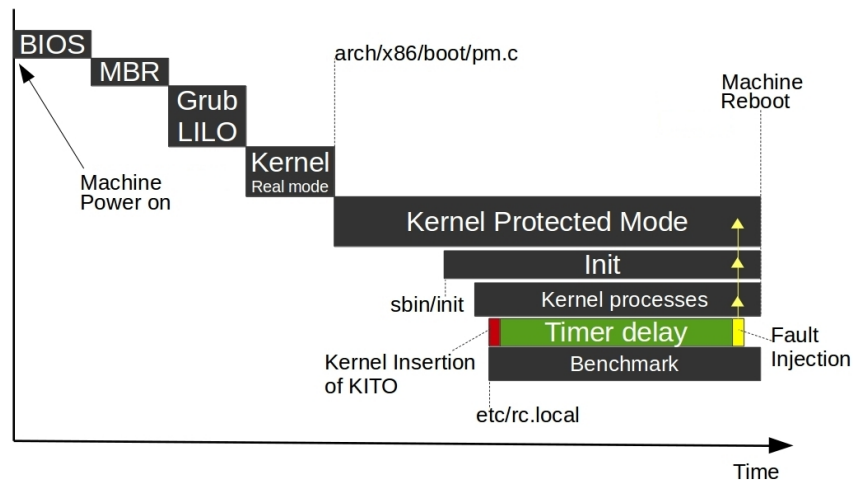 BIOS
MBR
Grub
LILO
Kernel
Real mode
arch/x86/boot/pm.c
Machine
Reboot
Machine
Power on
Kernel Protected Mode
Init
sbin/init
Kernel processes
Timer delay
Fault
Injection
Kernel Insertion
of KITO
Benchmark
etc/rc.local
Time